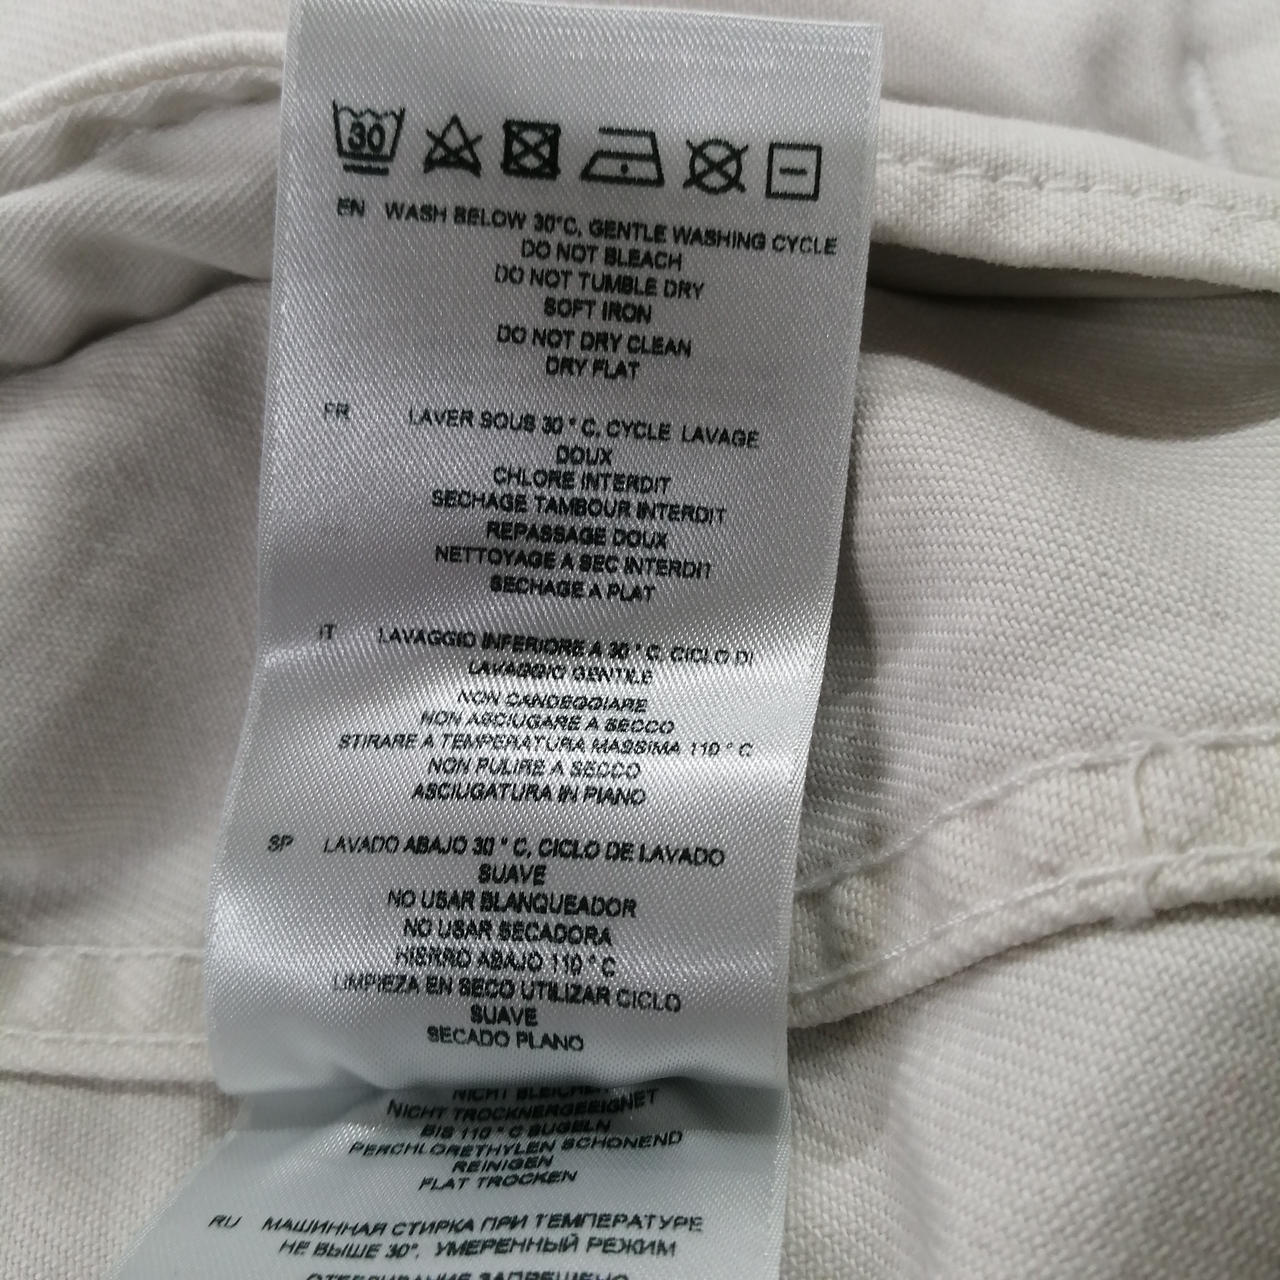 30
EN WASH BELOW 30°C, GENTLE WASHING CYCLE
DO NOT BLEACH
DO NOT TUMBLE DRY
SOFT IRON
DO NOT DRY CLEAN
DRY FLAT
FR LAVER SOUS 30 ° C, CYCLE LAVAGE
DOUX
CHLORE INTERDIT
SECHAGE TAMBOUR INTERDIT
REPASSAGE DOUX
NETTOYAGE A SEC INTERDIT
SECHAGE A PLAT
IT LAVAGGIO INFERIORE A 30 ° C, CICLO DI
LAVAGGIO GENTILE
NON CANDEGGIARE
NON ASCIUGARE A SECCO
STIRARE A TEMPERATURA MASSIMA 110 ° C
NON PULIRE A SECCO
ASCIUGATURA IN PIANO
SP LAVADO ABAJO 30 ° C, CICLO DE LAVADO
SUAVE
NO USAR BLANQUEADOR
NO USAR SECADORA
HIERRO ABAJO 110 ° C
LIMPIEZA EN SECO UTILIZAR CICLO
SUAVE
SECADO PLANO
NICHT BLEICHEN
NICHT TROCKNERGEEIGNET
BIS 110 ° C BUGELN
PERCHLORETHYLEN SCHONEND
REINIGEN
FLAT TROCKEN
RU МАШИННАЯ СТИРКА ПРИ ТЕМПЕРАТУРЕ
НЕ ВЫШЕ 30°, УМЕРЕННЫЙ РЕЖИМ
ОТБЕЛИВАНИЕ ЗАПРЕЩЕНО